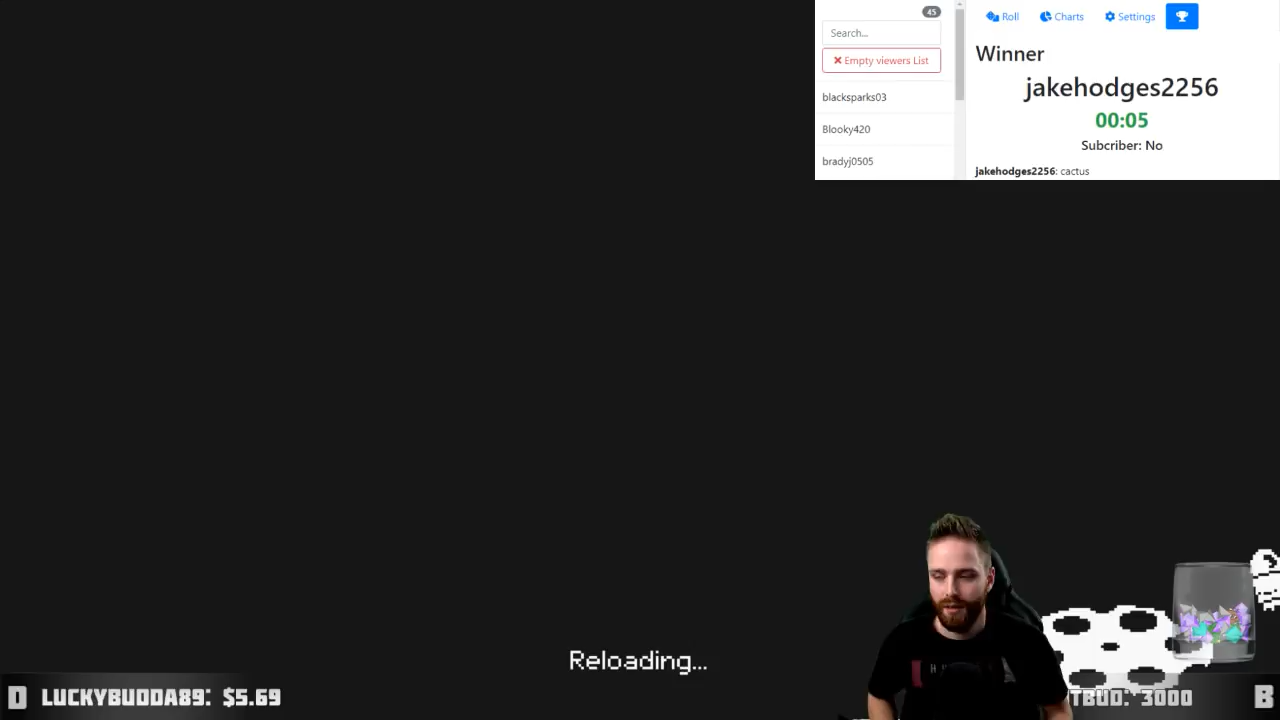 45
Search...
✖ Empty viewers List
blacksparks03
Blooky420
bradyj0505
Roll Charts Settings
Winner
jakehodges2256
00:05
Subcriber: No
jakehodges2256: cactus
Reloading...
D LUCKYBUDDA89: $5.69
TBUD: 3000 B